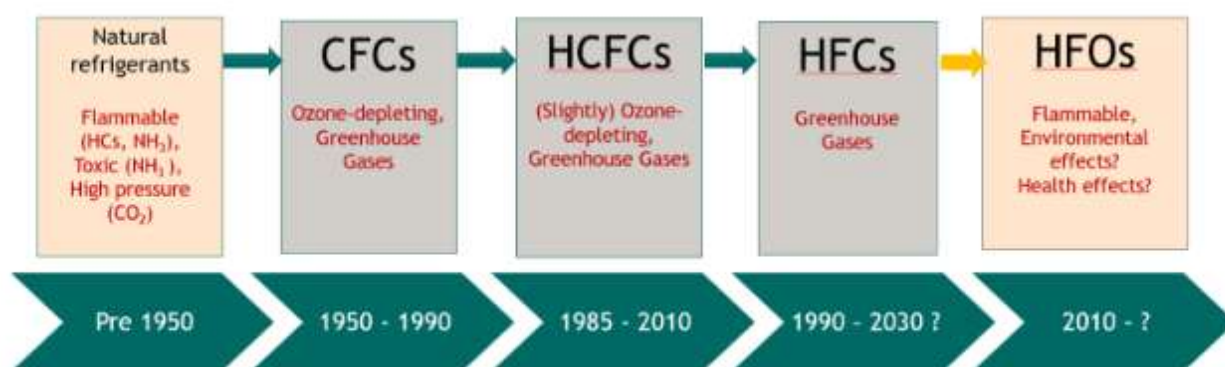 Natural
refrigerants
Flammable
(HCs, NH₃),
Toxic (NH₃ ),
High pressure
(CO₂)
CFCs
Ozone-depleting,
Greenhouse
Gases
HCFCs
(Slightly) Ozone-
depleting,
Greenhouse Gases
HFCs
Greenhouse
Gases
HFOs
Flammable,
Environmental
effects?
Health effects?
Pre 1950
1950 - 1990
1985 - 2010
1990 – 2030 ?
2010 - ?